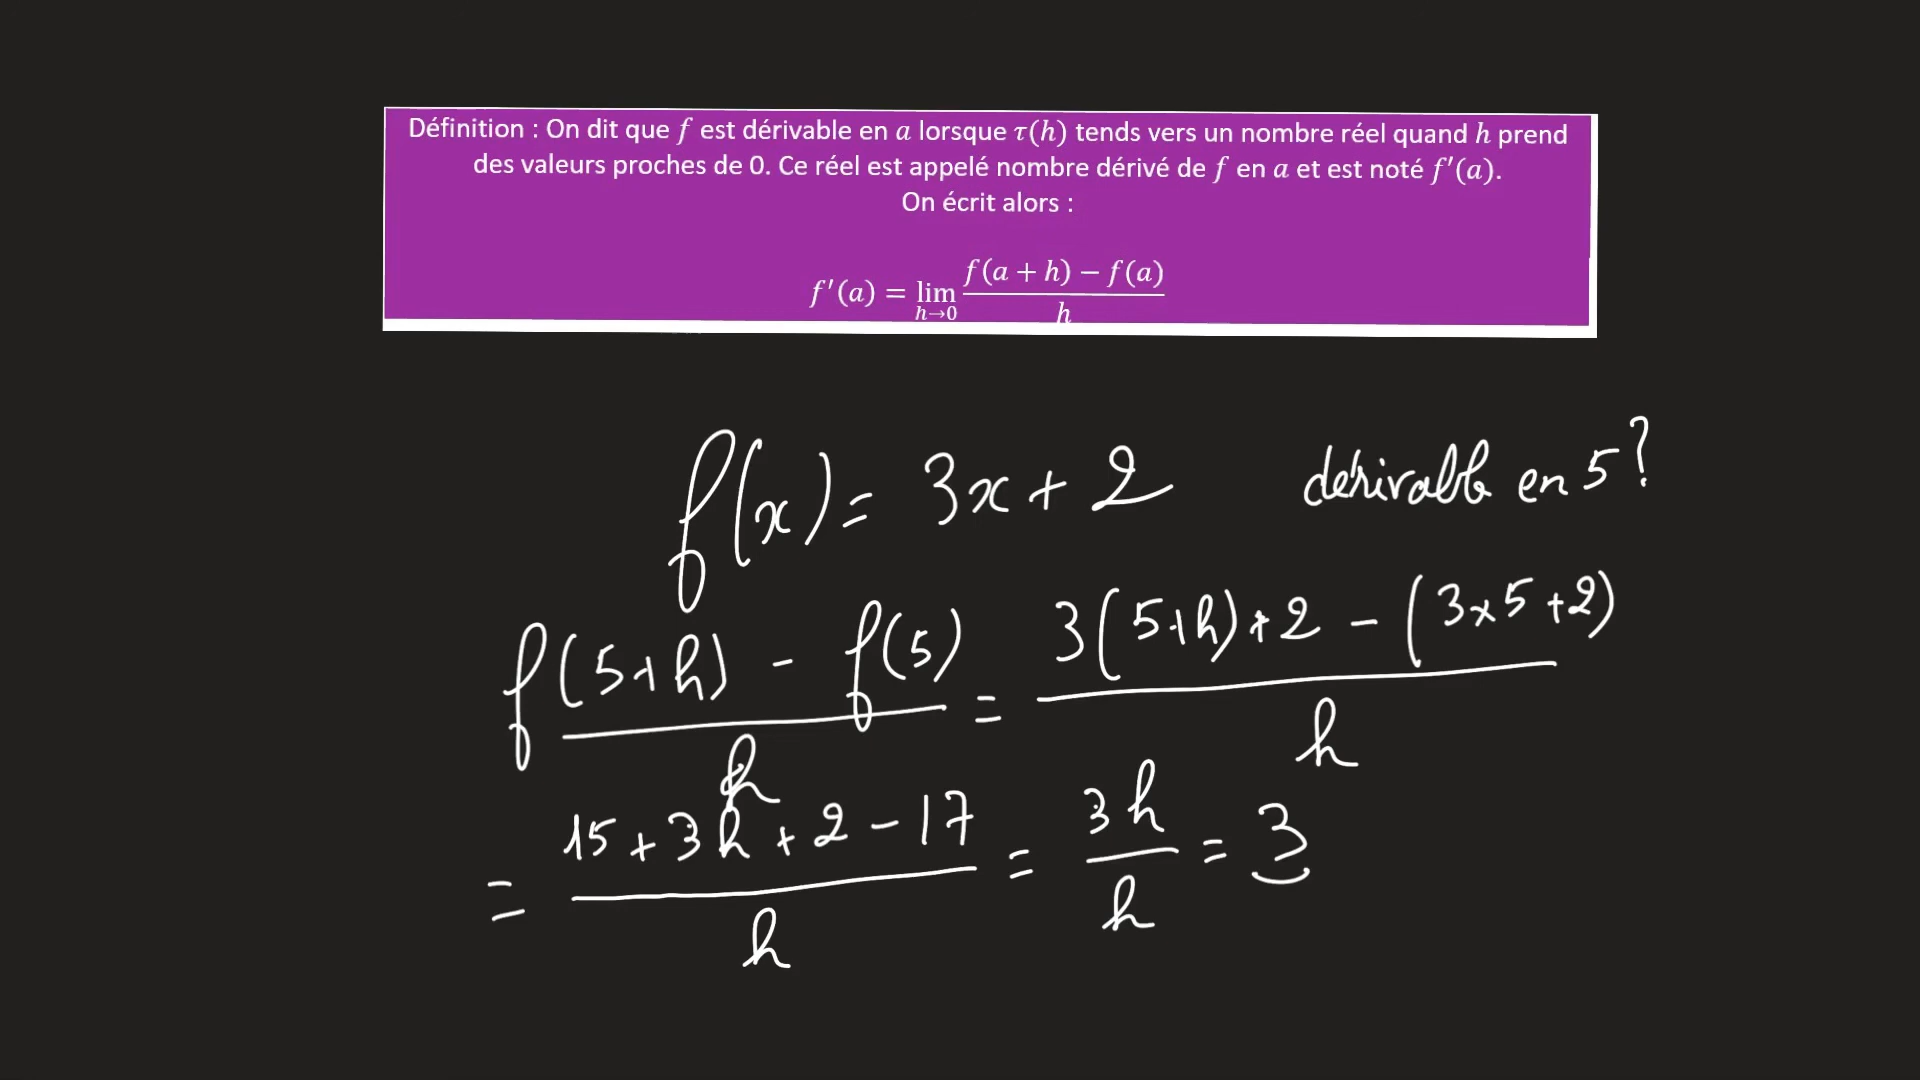 Définition : On dit que f est dérivable en a lorsque τ(h) tends vers un nombre réel quand h prend
des valeurs proches de 0. Ce réel est appelé nombre dérivé de f en a et est noté f′(a).
On écrit alors :
f′(a) = lim h→0 f(a + h) − f(a) / h
f(x) = 3x + 2 dérivable en 5 ?
f(5+h) - f(5) / h = 3(5+h)+2 - (3×5+2) / h
= 15+3h+2-17 / h = 3h / h = 3